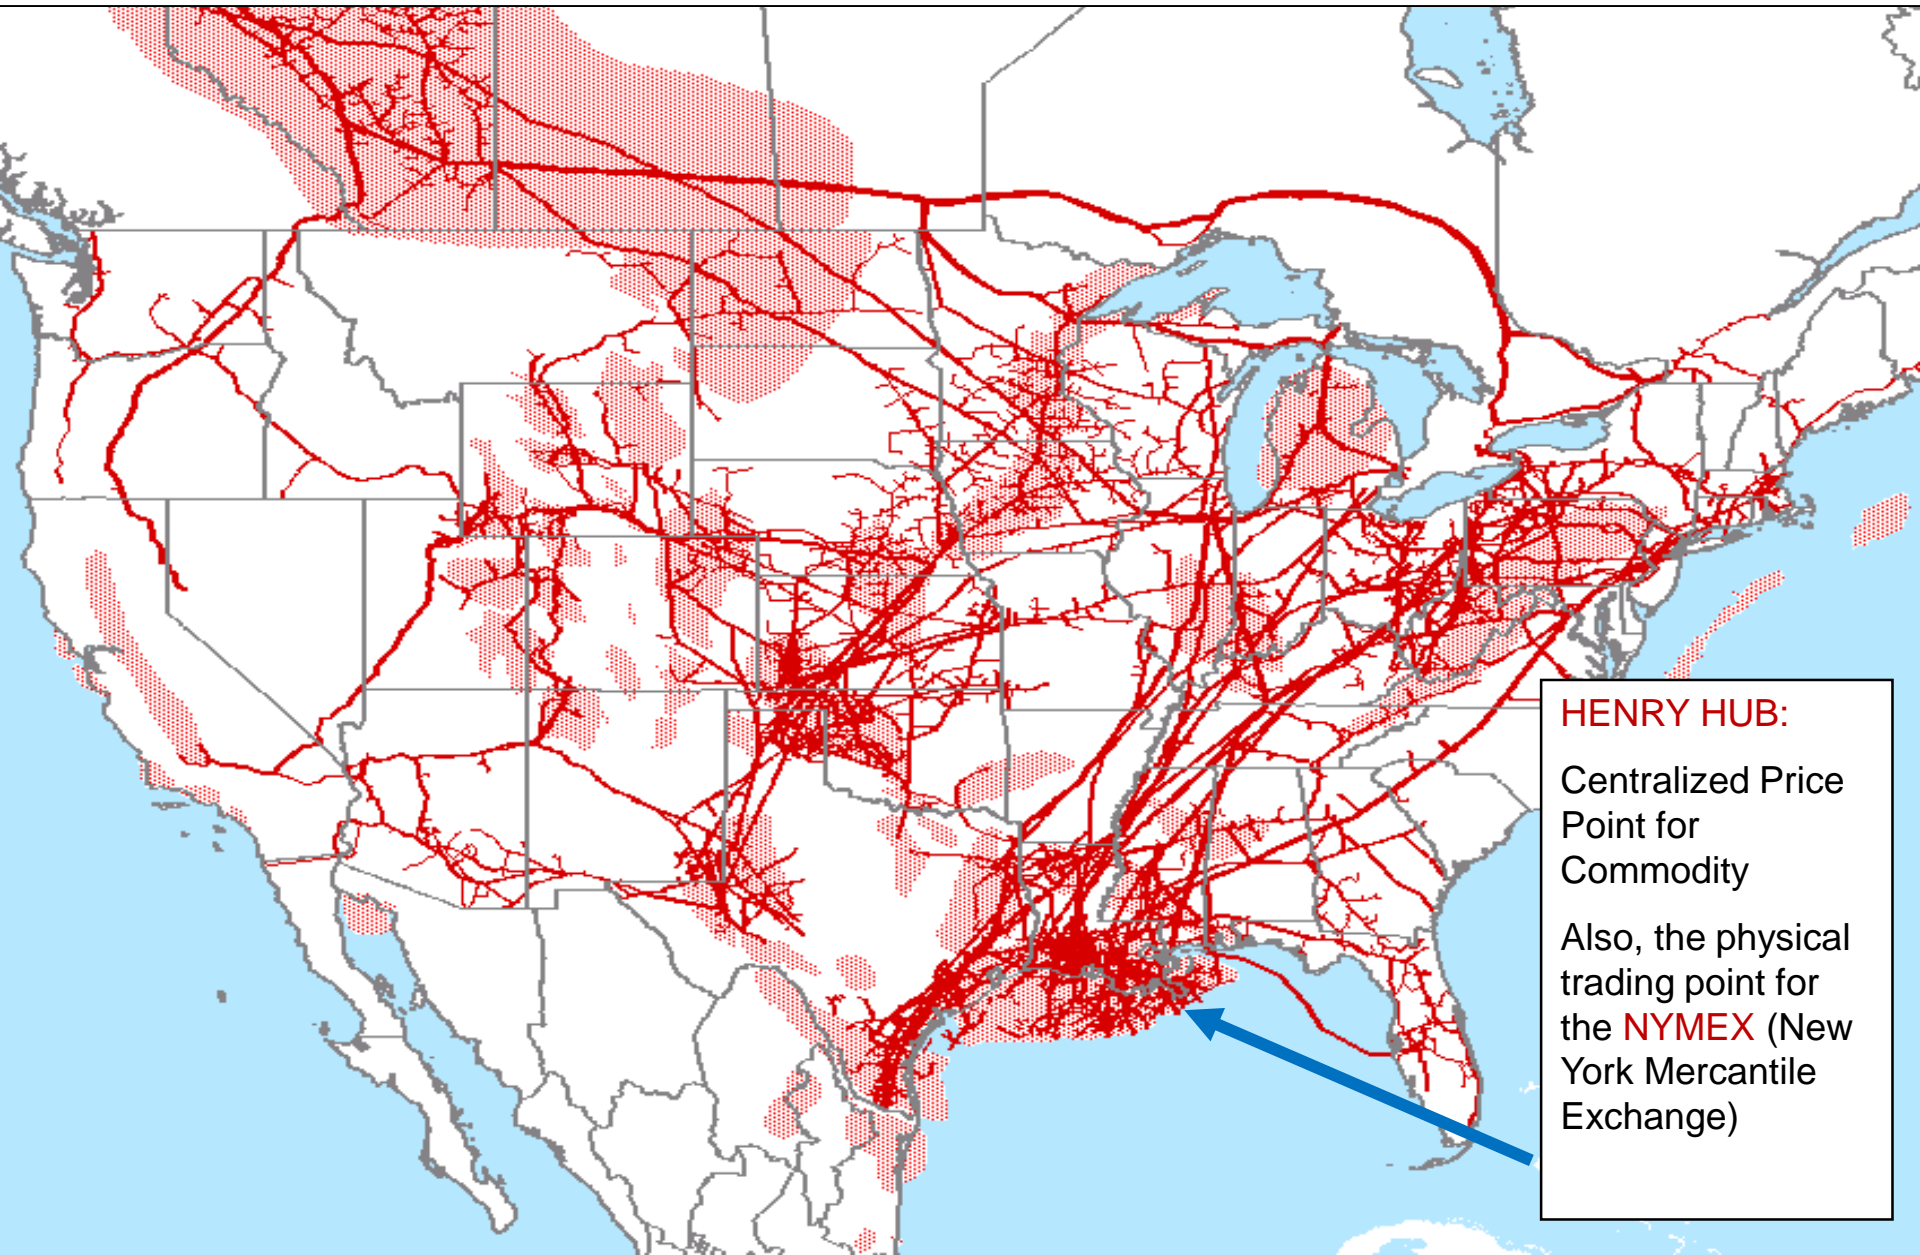 HENRY HUB:
Centralized Price
Point for
Commodity
Also, the physical
trading point for
the NYMEX (New
York Mercantile
Exchange)